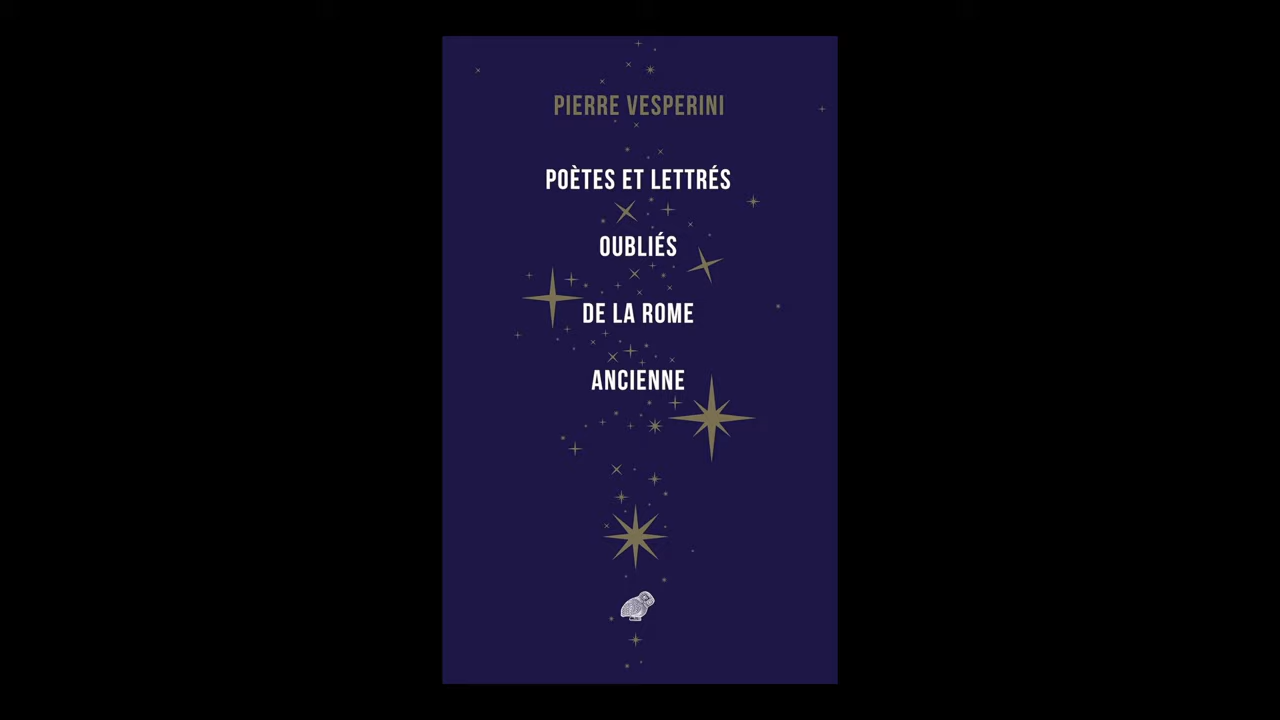 PIERRE VESPERINI
POÈTES ET LETTRÉS
OUBLIÉS
DE LA ROME
ANCIENNE